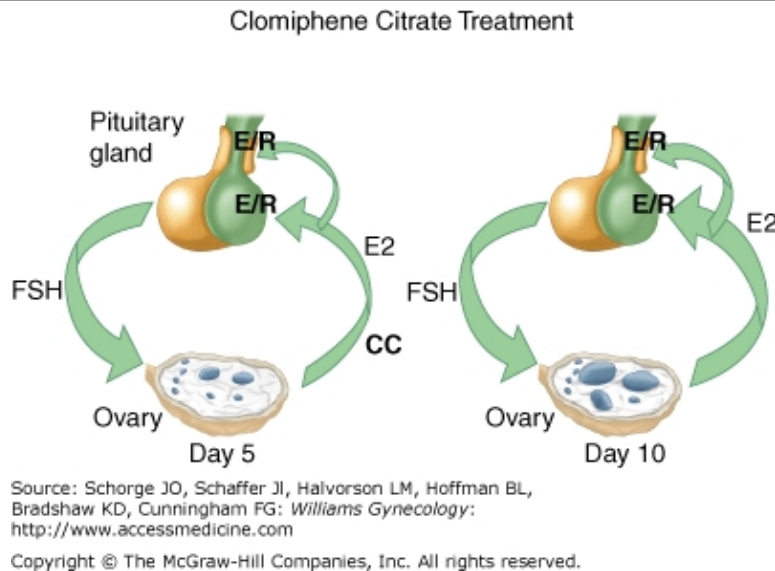 Clomiphene Citrate Treatment
Pituitary
gland
E/R
E/R
E2
FSH
CC
Ovary
Day 5
E/R
E/R
E2
FSH
Ovary
Day 10
Source: Schorge JO, Schaffer JI, Halvorson LM, Hoffman BL,
Bradshaw KD, Cunningham FG: Williams Gynecology:
http://www.accessmedicine.com
Copyright © The McGraw-Hill Companies, Inc. All rights reserved.